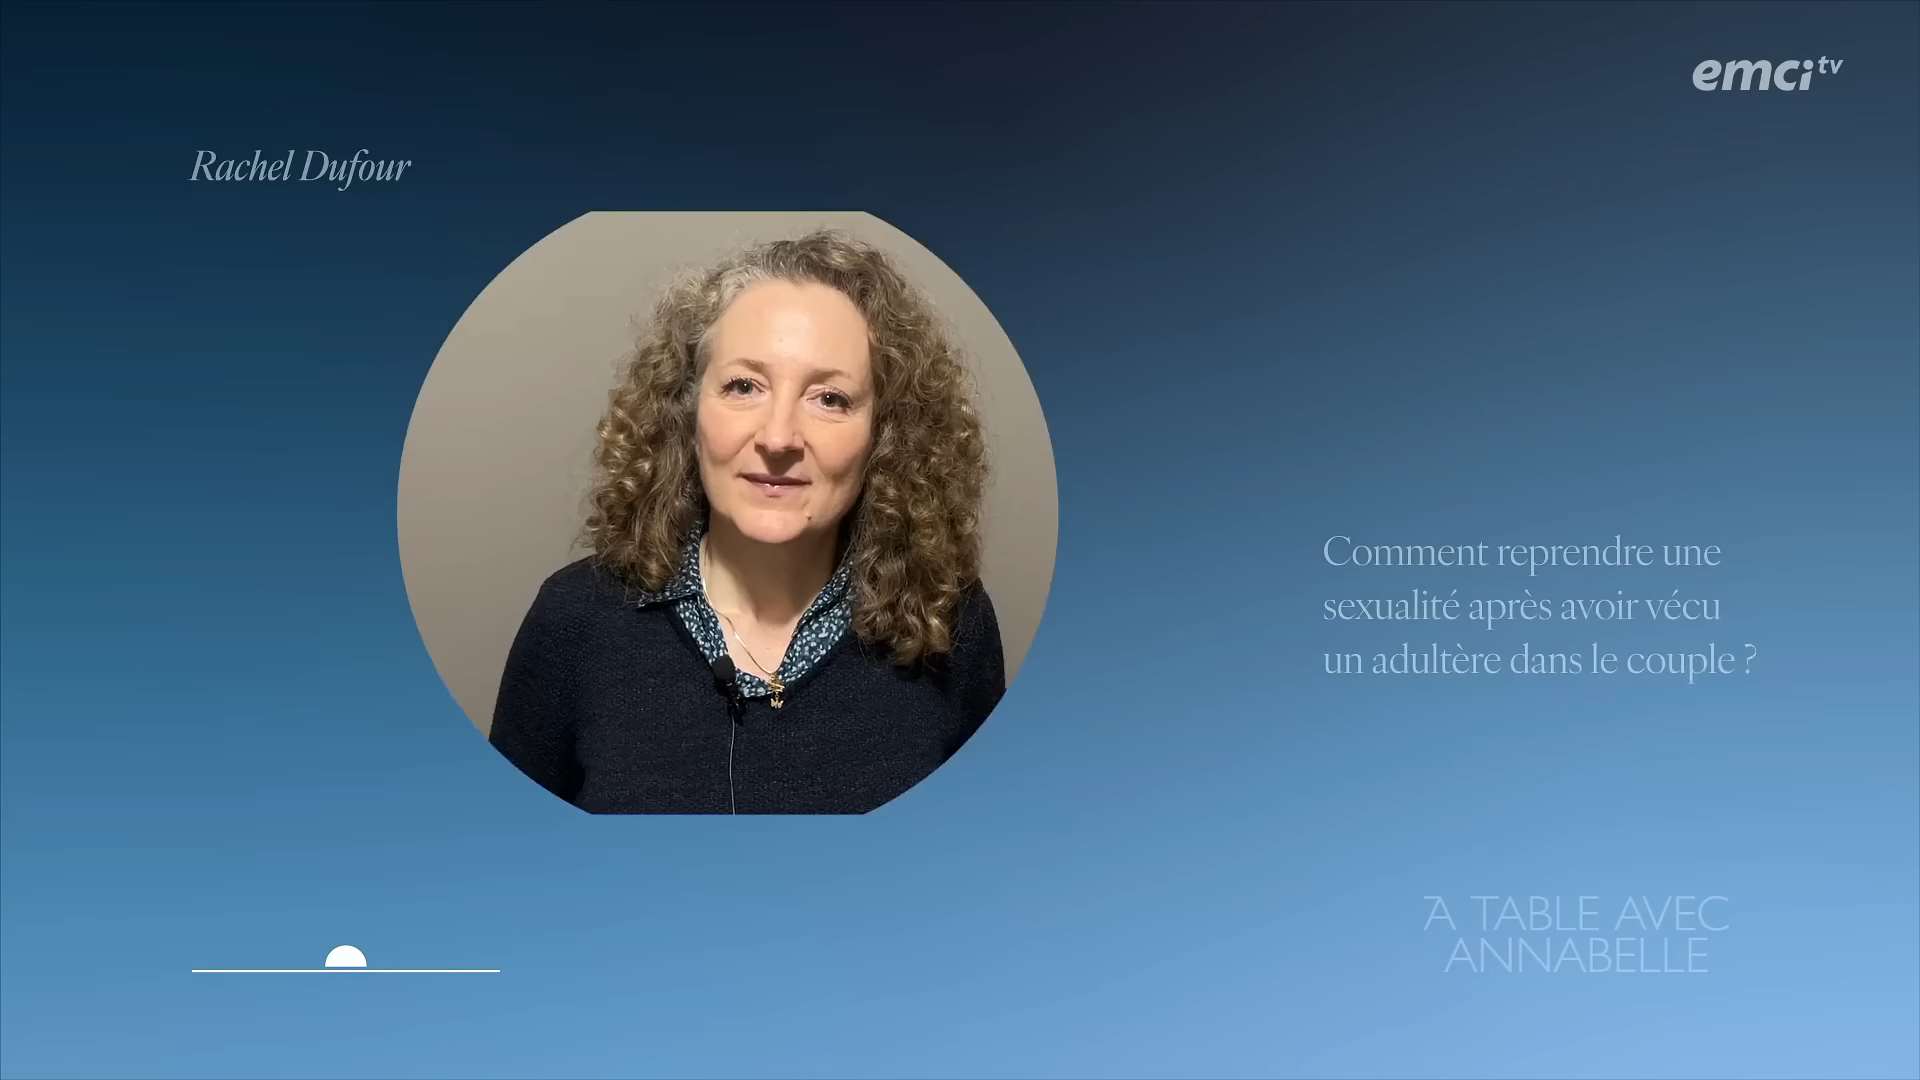 emci tv
Rachel Dufour
Comment reprendre une
sexualité après avoir vécu
un adultère dans le couple ?
A TABLE AVEC
ANNABELLE